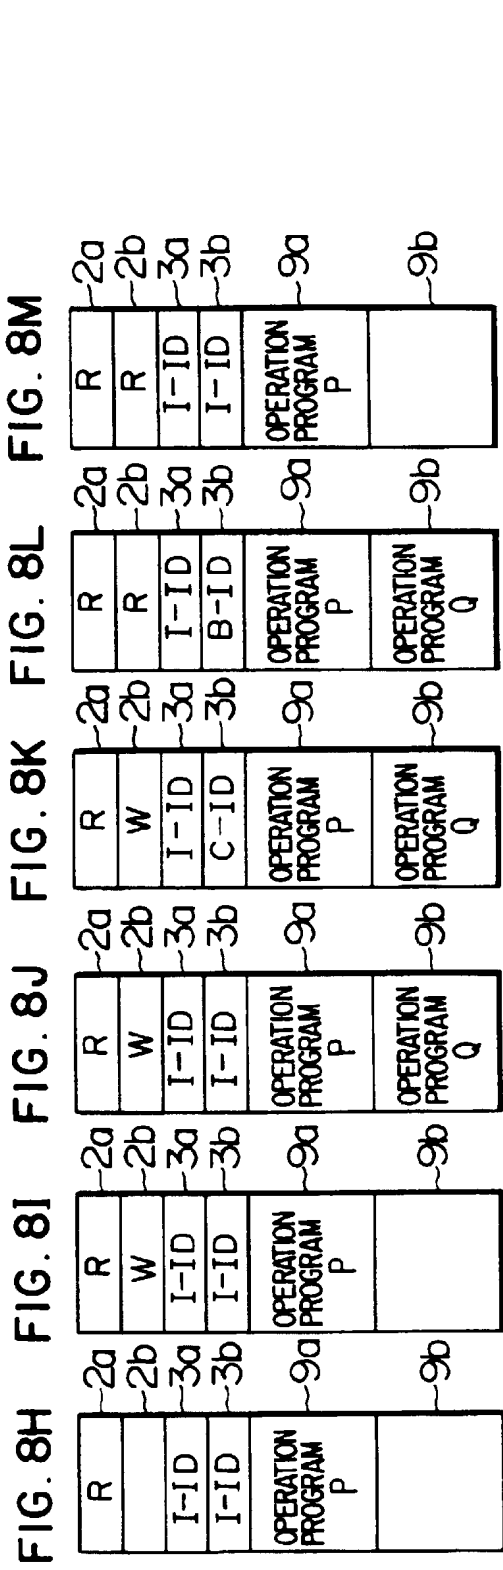 FIG. 8H
R 2a
2b
I-ID 3a
I-ID 3b
OPERATION
PROGRAM
P 9a
9b
FIG. 8I
R 2a
W 2b
I-ID 3a
I-ID 3b
OPERATION
PROGRAM
P 9a
9b
FIG. 8J
R 2a
W 2b
I-ID 3a
I-ID 3b
OPERATION
PROGRAM
P 9a
OPERATION
PROGRAM
Q 9b
FIG. 8K
R 2a
W 2b
I-ID 3a
C-ID 3b
OPERATION
PROGRAM
P 9a
OPERATION
PROGRAM
Q 9b
FIG. 8L
R 2a
R 2b
I-ID 3a
B-ID 3b
OPERATION
PROGRAM
P 9a
OPERATION
PROGRAM
Q 9b
FIG. 8M
R 2a
R 2b
I-ID 3a
I-ID 3b
OPERATION
PROGRAM
P 9a
9b